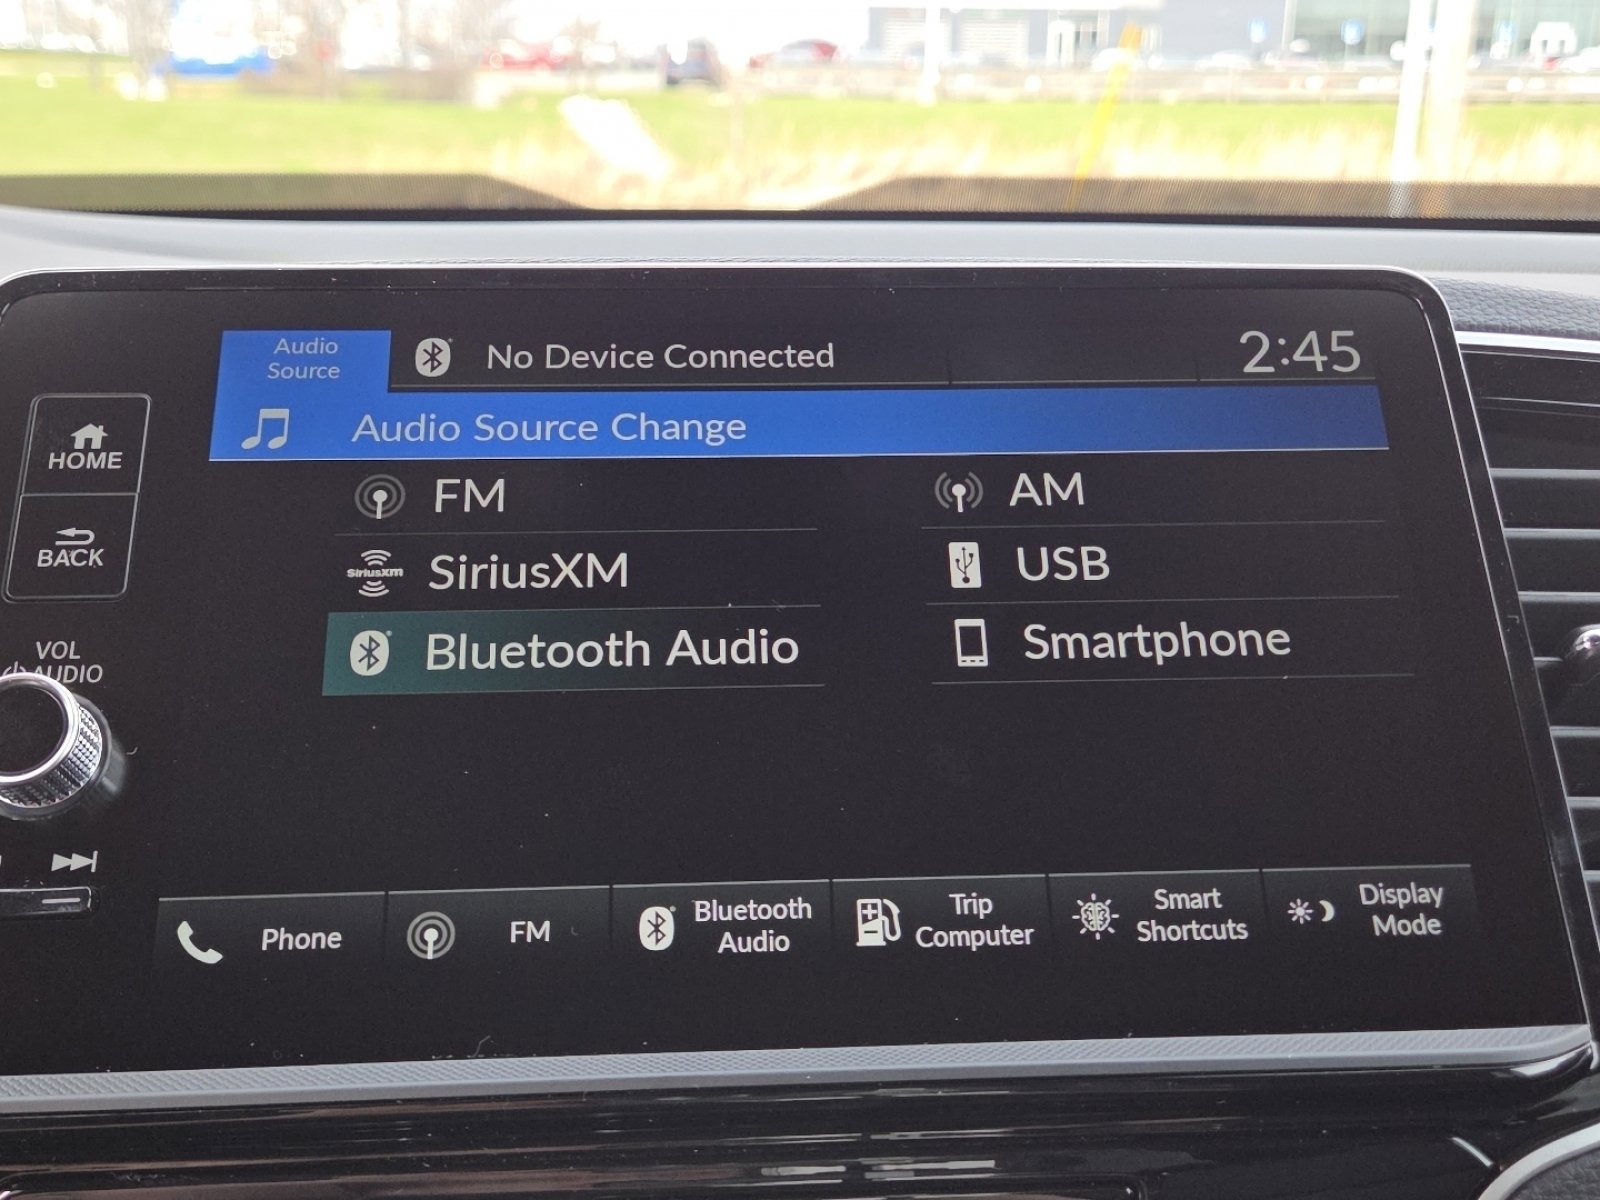 Audio
Source
No Device Connected
2:45
Audio Source Change
HOME
BACK
VOL
AUDIO
FM
AM
SiriusXM
SiriusXM
USB
Bluetooth Audio
Smartphone
Phone
FM
Bluetooth
Audio
Trip
Computer
Smart
Shortcuts
Display
Mode